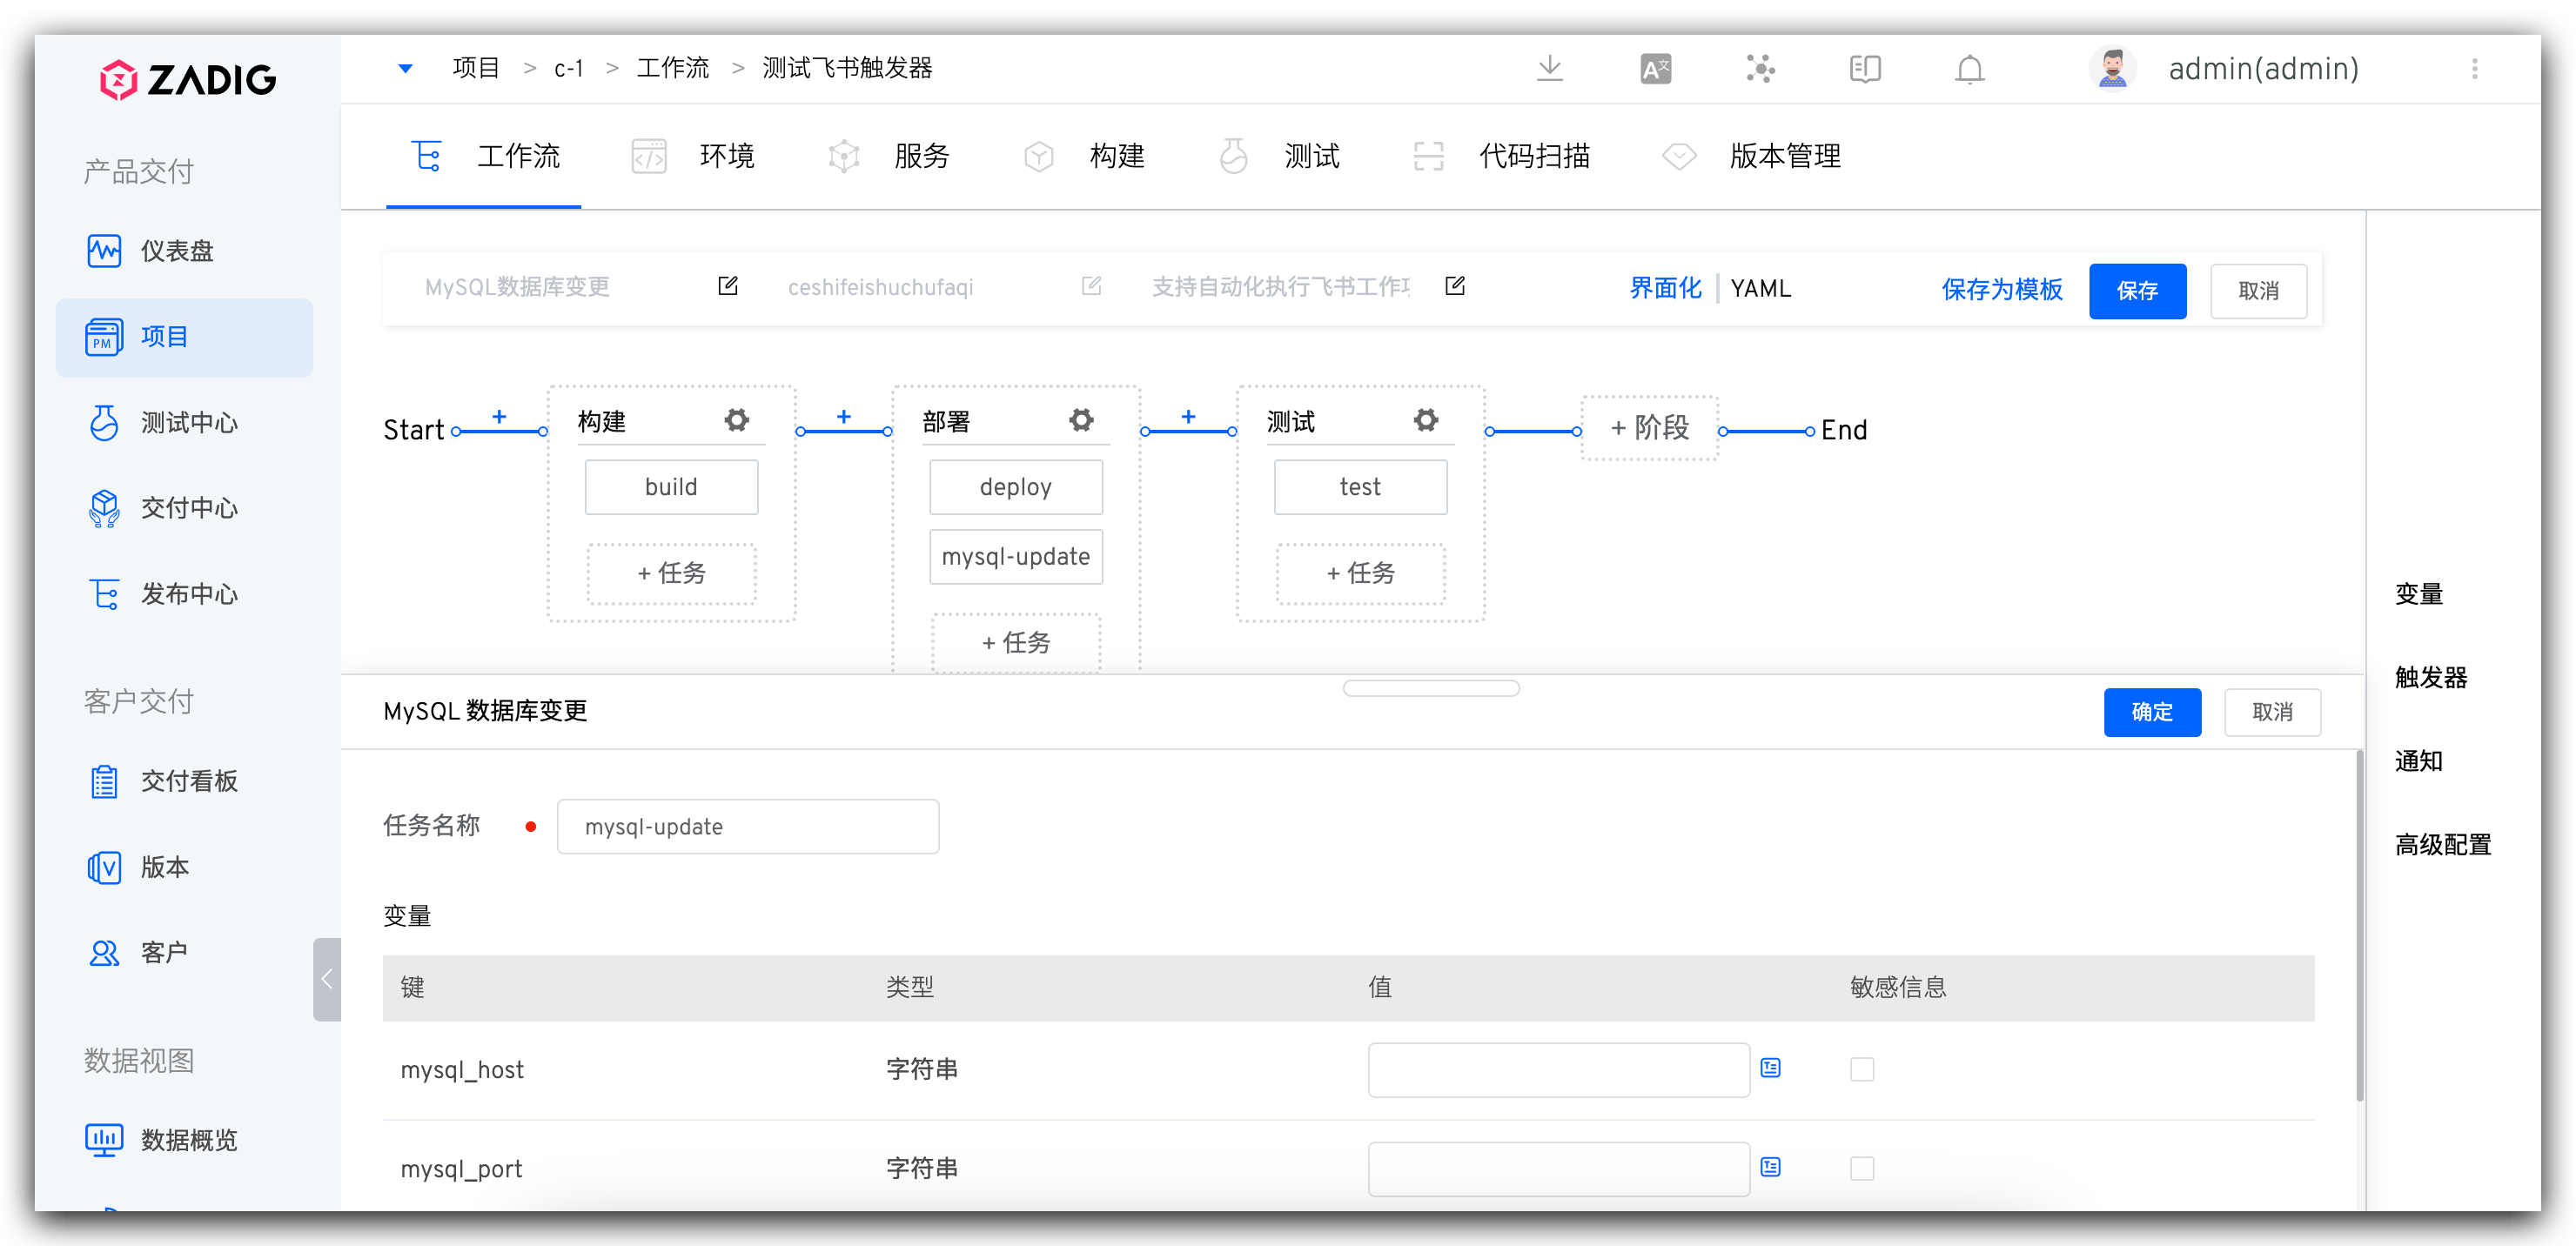 ZADIG
项目 > c-1 > 工作流 > 测试飞书触发器
A文
admin(admin)
工作流 环境 服务 构建 测试 代码扫描 版本管理
产品交付
仪表盘
PM 项目
测试中心
交付中心
发布中心
客户交付
交付看板
V 版本
客户
数据视图
数据概览
MySQL数据库变更 ceshifeishuchufaqi 支持自动化执行飞书工作 界面化 YAML 保存为模板 保存 取消
Start + 构建 + 部署 + 测试 + 阶段 End
build deploy test
mysql-update
+ 任务 + 任务 + 任务
变量
触发器
通知
高级配置
MySQL 数据库变更 确定 取消
任务名称 mysql-update
变量
键 类型 值 敏感信息
mysql_host 字符串
mysql_port 字符串